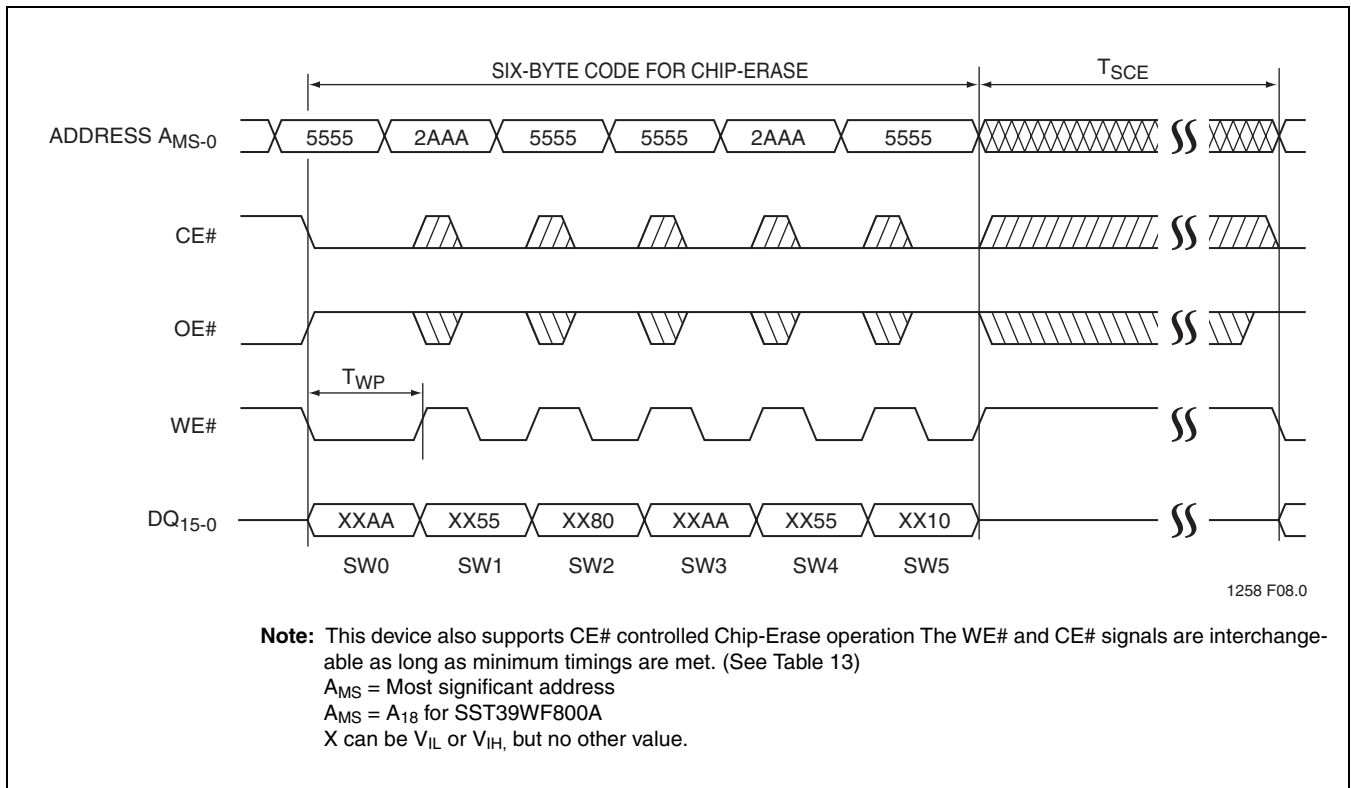 SIX-BYTE CODE FOR CHIP-ERASE TSCE
ADDRESS AMS-0 5555 2AAA 5555 5555 2AAA 5555
CE#
OE#
TWP
WE#
DQ15-0 XXAA XX55 XX80 XXAA XX55 XX10
SW0 SW1 SW2 SW3 SW4 SW5
1258 F08.0
Note: This device also supports CE# controlled Chip-Erase operation The WE# and CE# signals are interchange-
able as long as minimum timings are met. (See Table 13)
AMS = Most significant address
AMS = A18 for SST39WF800A
X can be VIL or VIH, but no other value.